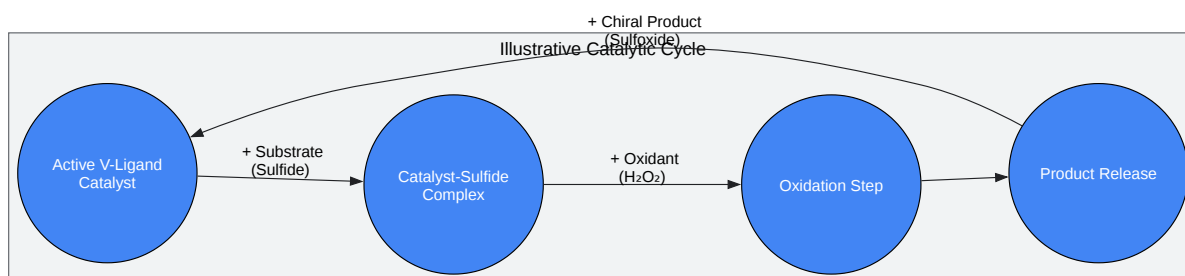 + Chiral Product
(Sulfoxide)
Illustrative Catalytic Cycle
Active V-Ligand
Catalyst
+ Substrate
(Sulfide)
Catalyst-Sulfide
Complex
+ Oxidant
(H₂O₂)
Oxidation Step
Product Release